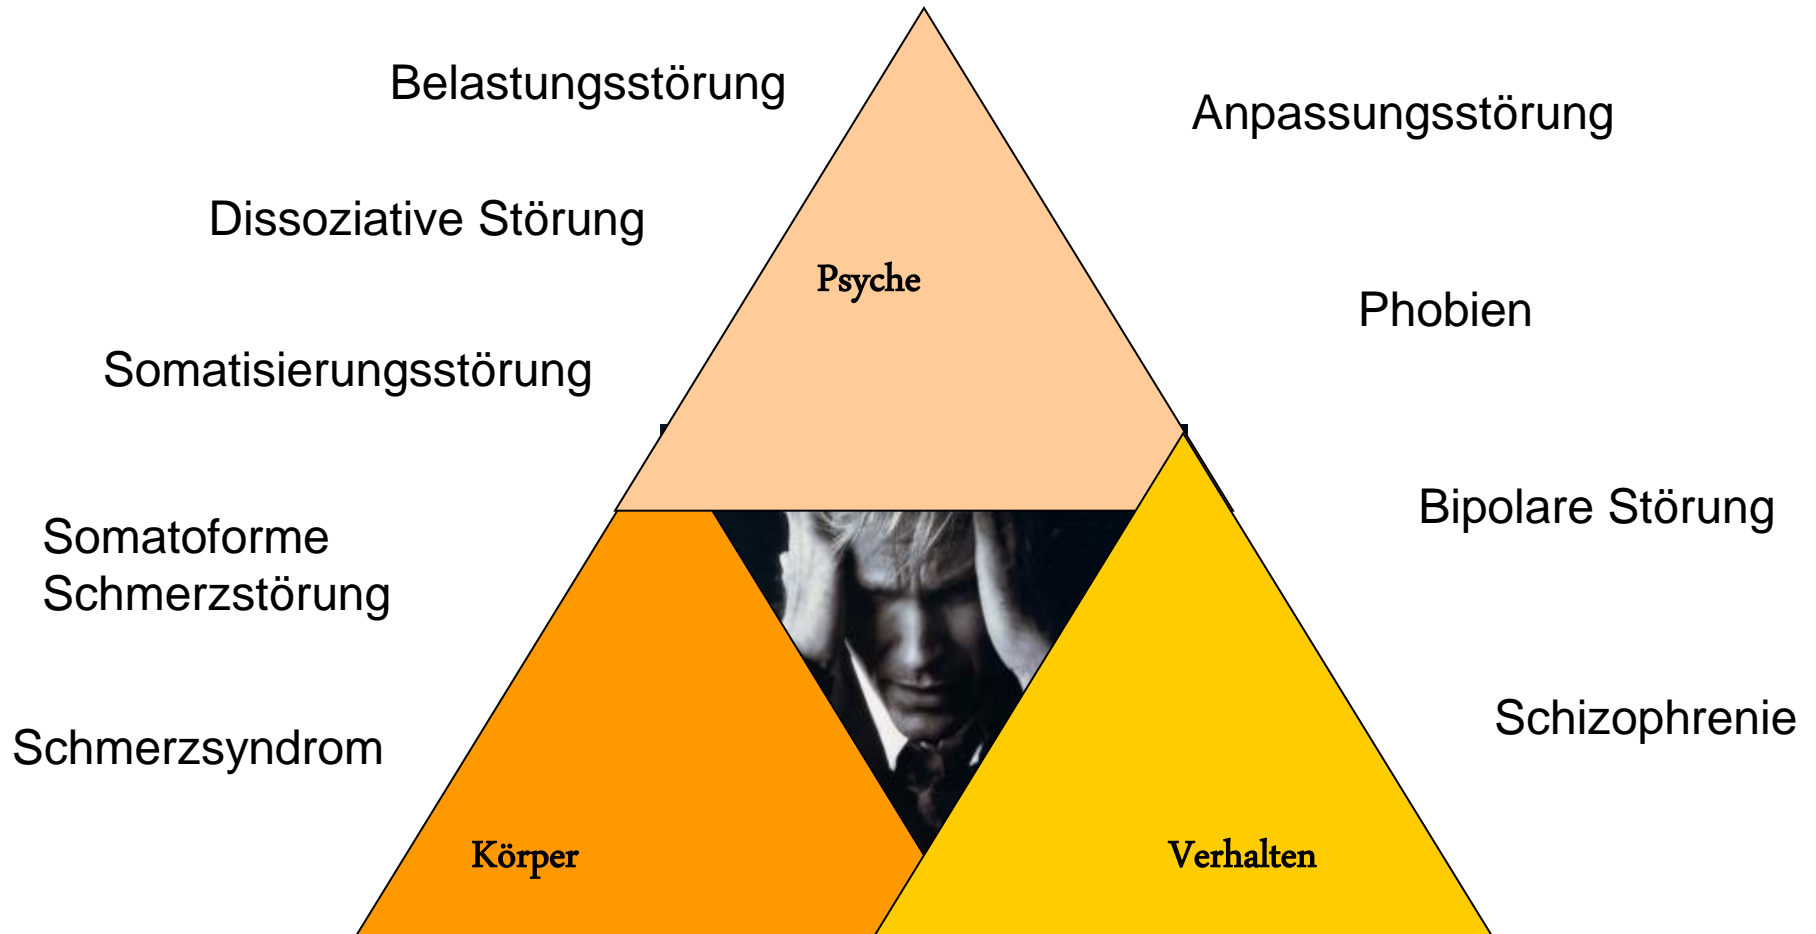 Belastungsstörung
Anpassungsstörung
Dissoziative Störung
Psyche
Phobien
Somatisierungsstörung
Bipolare Störung
Somatoforme
Schmerzstörung
Schizophrenie
Schmerzsyndrom
Körper
Verhalten